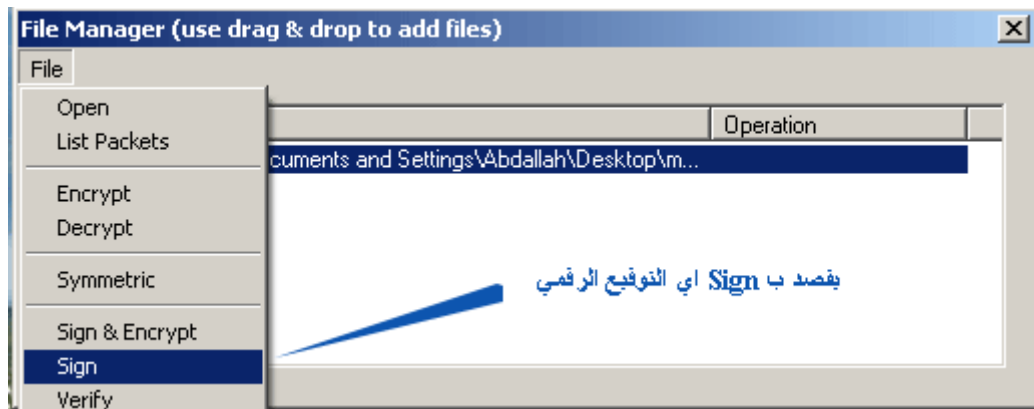 File Manager (use drag & drop to add files)
File
Open
List Packets
Operation
cuments and Settings\Abdallah\Desktop\m...
Encrypt
Decrypt
Symmetric
يقصد ب Sign اي التوقيع الرقمي
Sign & Encrypt
Sign
Verify